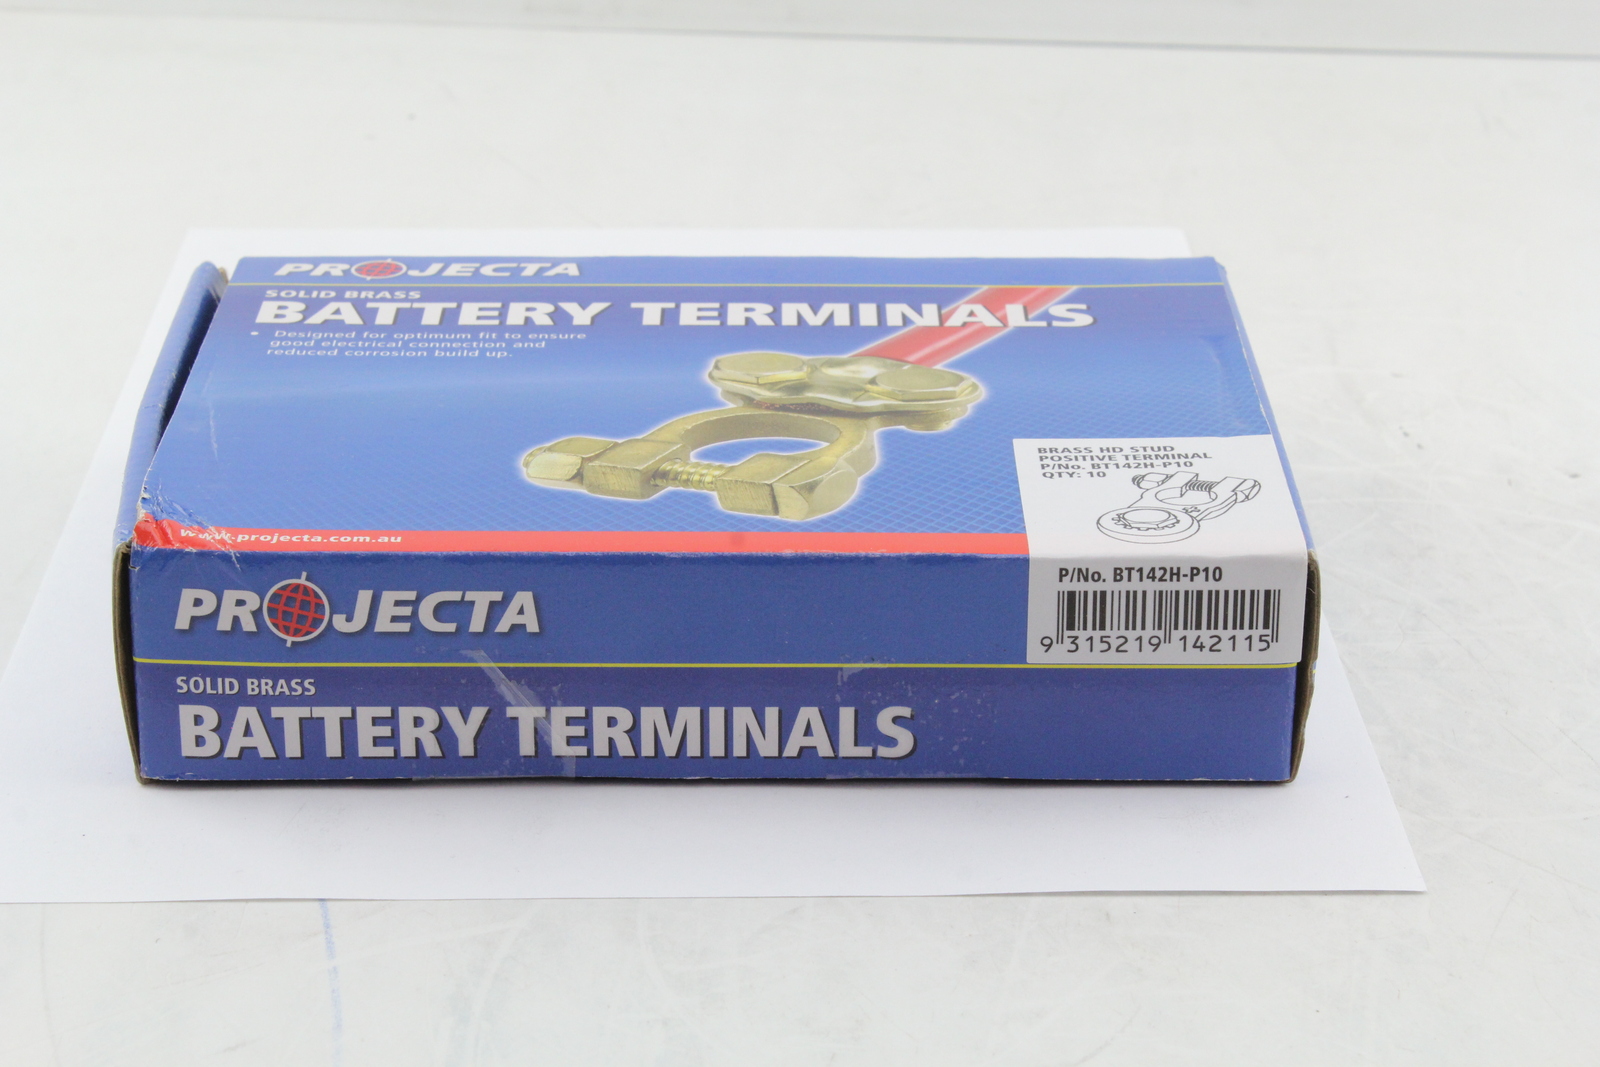 PROJECTA
SOLID BRASS
BATTERY TERMINALS
• Designed for optimum fit to ensure
good electrical connection and
reduced corrosion build up.
BRASS HD STUD
POSITIVE TERMINAL
P/No. BT142H-P10
QTY: 10
www.projecta.com.au
P/No. BT142H-P10
9 315219 142115
PROJECTA
SOLID BRASS
BATTERY TERMINALS